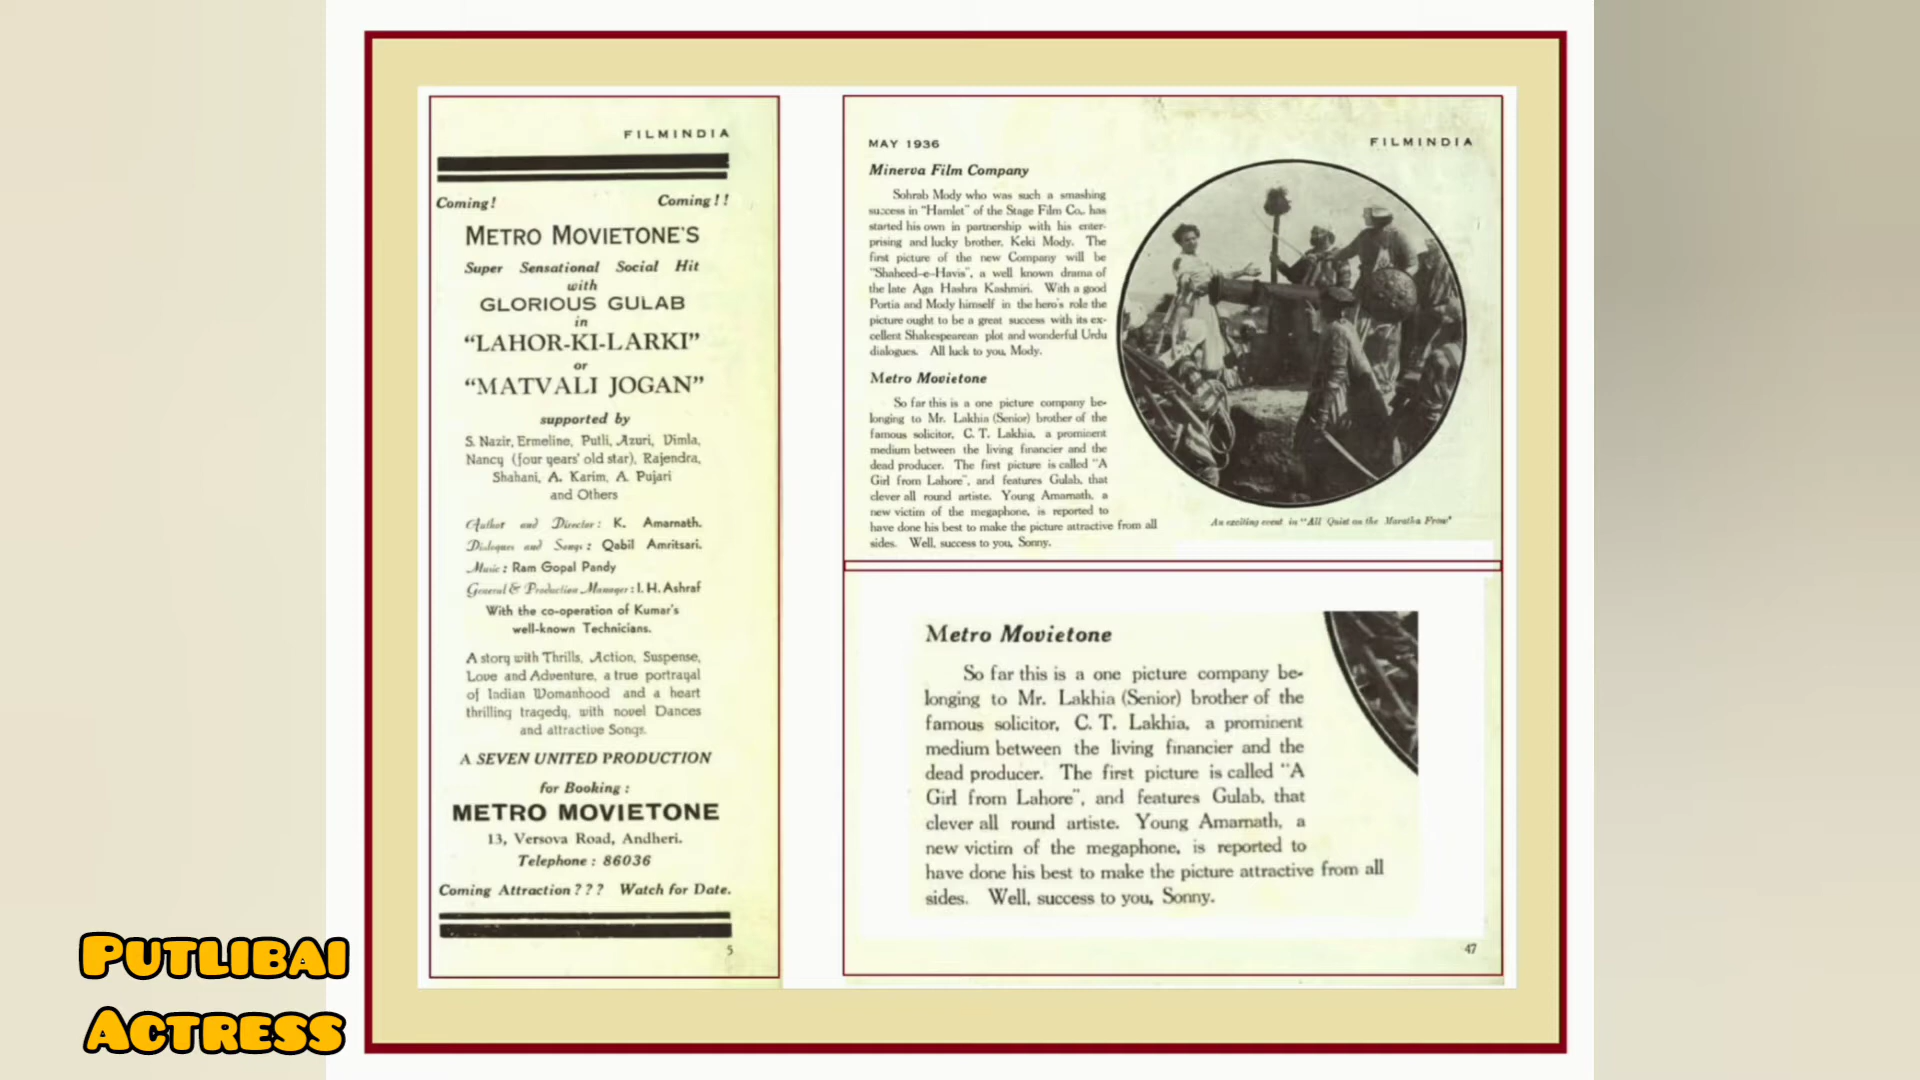 FILMINDIA
Coming! Coming!!
METRO MOVIETONE'S
Super Sensational Social Hit
with
GLORIOUS GULAB
in
"LAHOR-KI-LARKI"
or
"MATVALI JOGAN"
supported by
S. Nazir, Ermeline, Putli, Azuri, Vimla,
Nancy (four years' old star), Rajendra,
Shahani, A. Karim, A. Pujari
and Others
Author and Director: K. Amarnath.
Dialogues and Songs: Qabil Amritsari.
Music: Ram Gopal Pandy
General & Production Manager: I. H. Ashraf
With the co-operation of Kumar's
well-known Technicians.
A story with Thrills, Action, Suspense,
Love and Adventure, a true portrayal
of Indian Womanhood and a heart
thrilling tragedy, with novel Dances
and attractive Songs.
A SEVEN UNITED PRODUCTION
for Booking:
METRO MOVIETONE
13, Versova Road, Andheri.
Telephone: 86036
Coming Attraction??? Watch for Date.
5
MAY 1936 FILMINDIA
Minerva Film Company
Sohrab Mody who was such a smashing
success in "Hamlet" of the Stage Film Co., has
started his own in partnership with his enter-
prising and lucky brother, Keki Mody. The
first picture of the new Company will be
"Shaheed-e-Havis", a well known drama of
the late Aga Hashra Kashmiri. With a good
Portia and Mody himself in the hero's role the
picture ought to be a great success with its ex-
cellent Shakespearean plot and wonderful Urdu
dialogues. All luck to you, Mody.
Metro Movietone
So far this is a one picture company be-
longing to Mr. Lakhia (Senior) brother of the
famous solicitor, C. T. Lakhia, a prominent
medium between the living financier and the
dead producer. The first picture is called "A
Girl from Lahore", and features Gulab, that
clever all round artiste. Young Amarnath, a
new victim of the megaphone, is reported to
have done his best to make the picture attractive from all
sides. Well, success to you, Sonny.
An exciting event in "All Quiet on the Maratha Front"
Metro Movietone
So far this is a one picture company be-
longing to Mr. Lakhia (Senior) brother of the
famous solicitor, C. T. Lakhia, a prominent
medium between the living financier and the
dead producer. The first picture is called "A
Girl from Lahore", and features Gulab, that
clever all round artiste. Young Amarnath, a
new victim of the megaphone, is reported to
have done his best to make the picture attractive from all
sides. Well, success to you, Sonny.
47
PUTLIBAI
ACTRESS